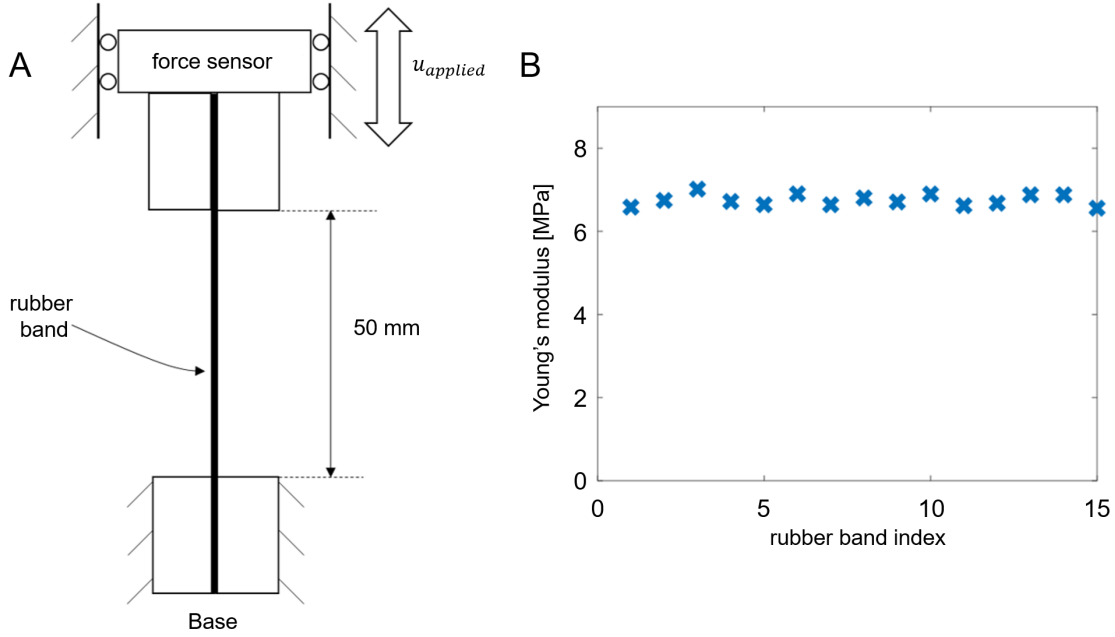 A
force sensor
u_applied
rubber
band
50 mm
Base
B
Young's modulus [MPa]
8
6
4
2
0
0 5 10 15
rubber band index